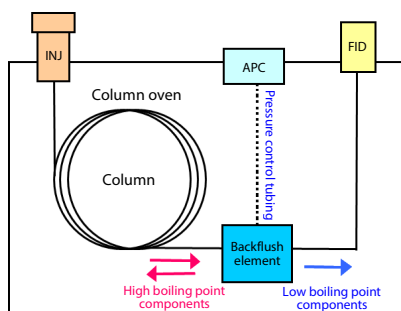 INJ
APC
FID
Column oven
Pressure control tubing
Column
Backflush
element
High boiling point
components
Low boiling point
components